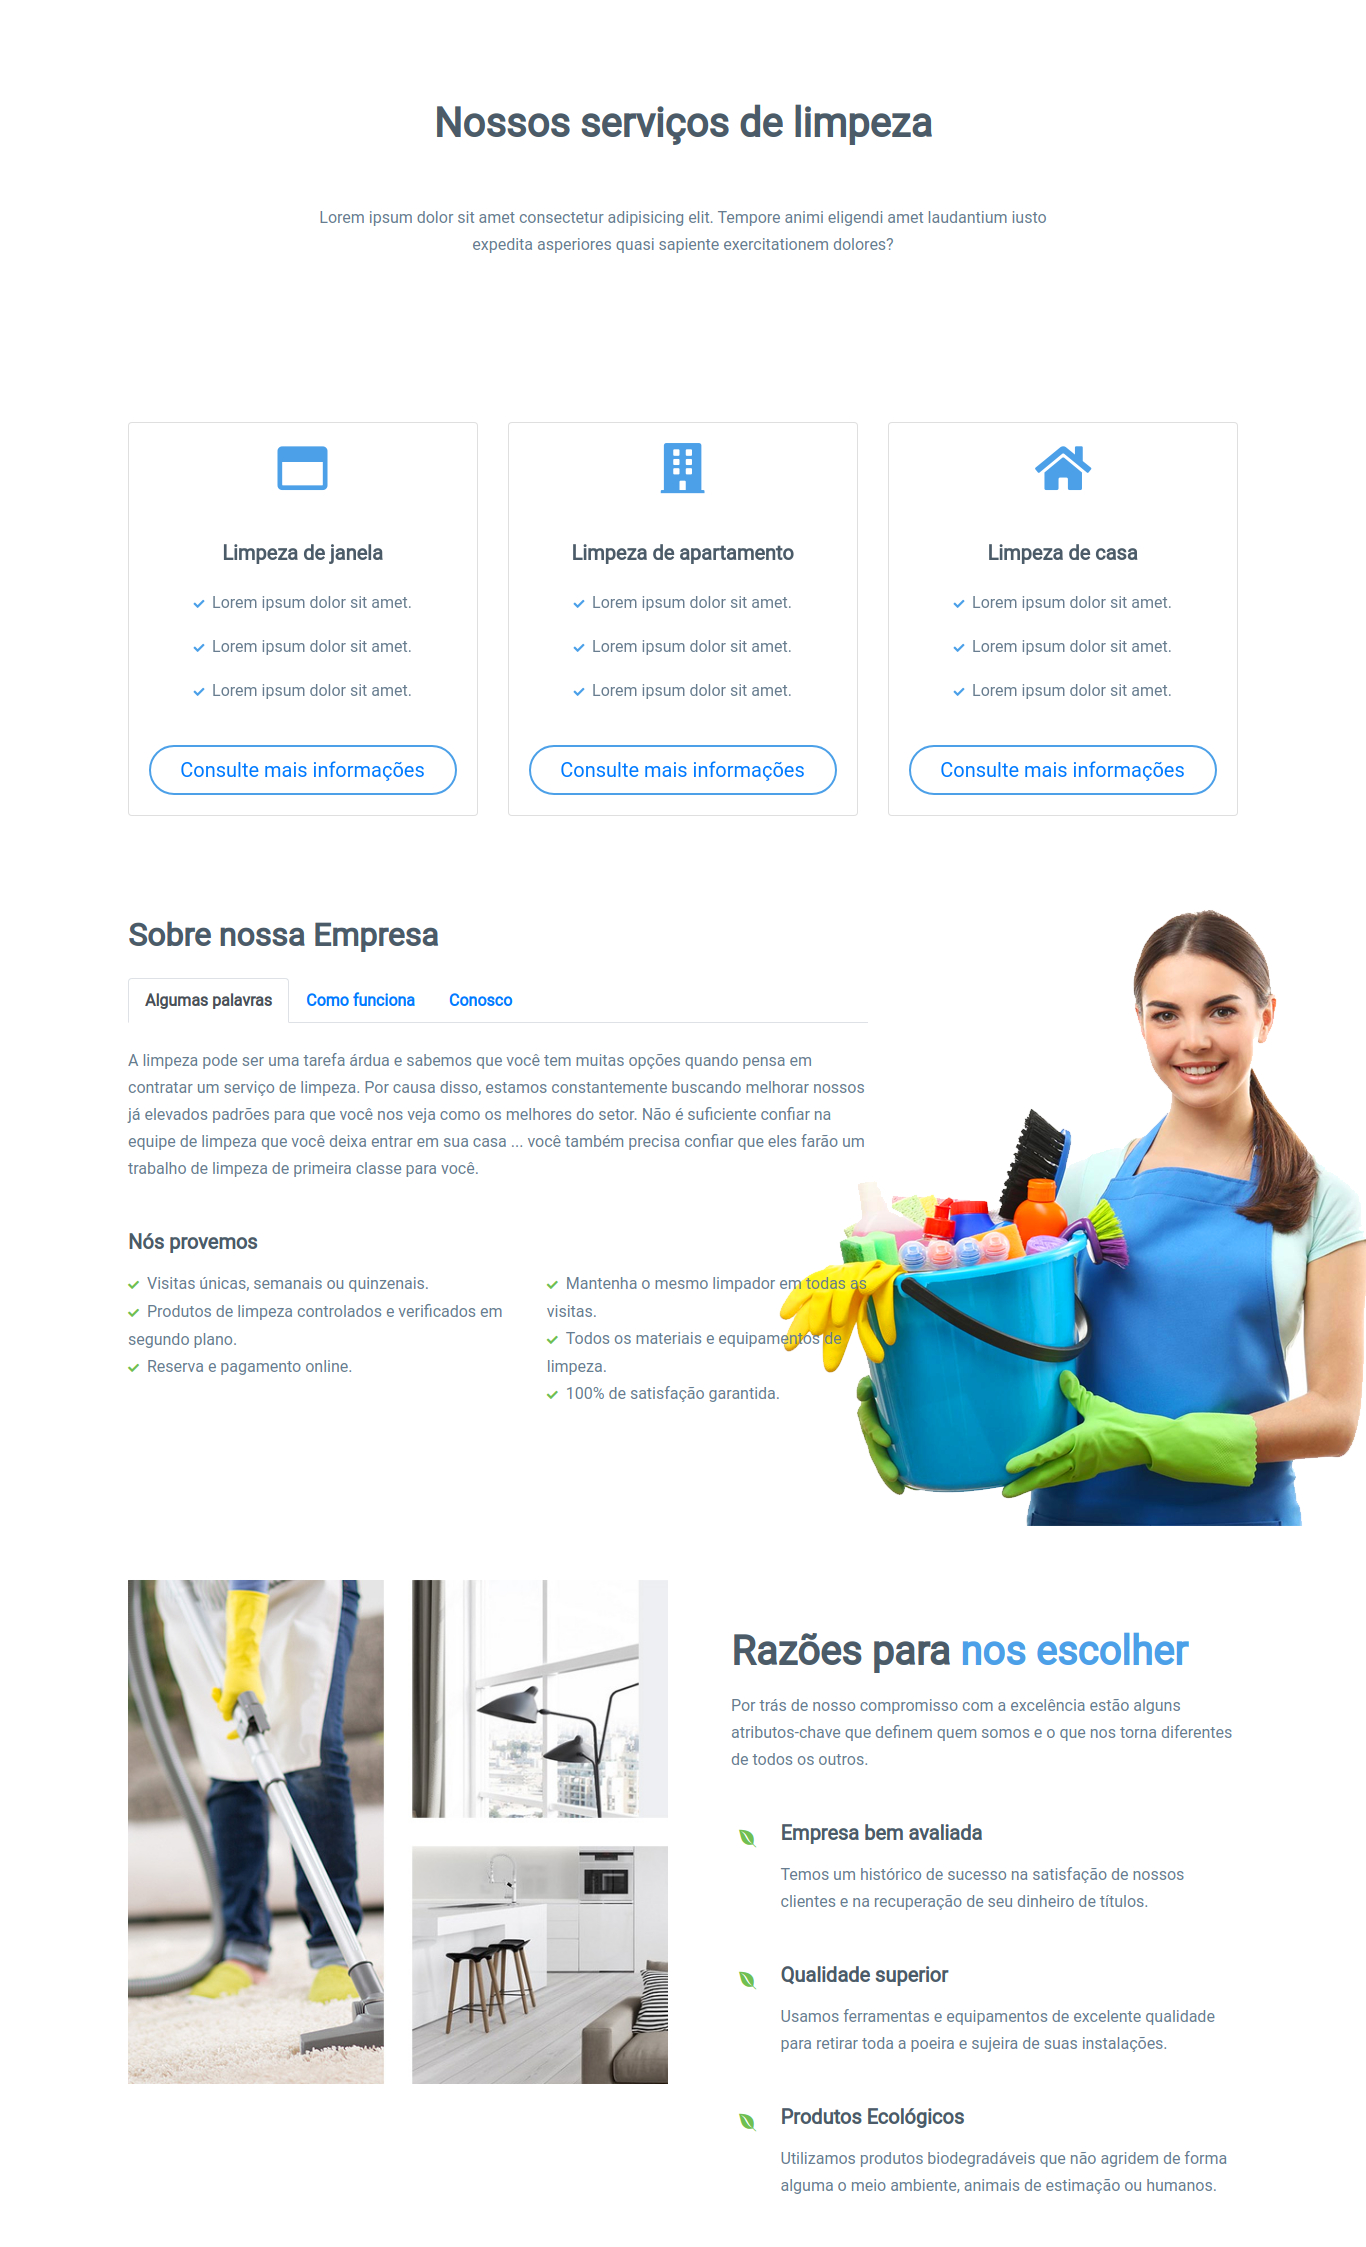 Nossos serviços de limpeza
Lorem ipsum dolor sit amet consectetur adipisicing elit. Tempore animi eligendi amet laudantium iusto
expedita asperiores quasi sapiente exercitationem dolores?
Limpeza de janela
Lorem ipsum dolor sit amet.
Lorem ipsum dolor sit amet.
Lorem ipsum dolor sit amet.
Consulte mais informações
Limpeza de apartamento
Lorem ipsum dolor sit amet.
Lorem ipsum dolor sit amet.
Lorem ipsum dolor sit amet.
Consulte mais informações
Limpeza de casa
Lorem ipsum dolor sit amet.
Lorem ipsum dolor sit amet.
Lorem ipsum dolor sit amet.
Consulte mais informações
Sobre nossa Empresa
Algumas palavras Como funciona Conosco
A limpeza pode ser uma tarefa árdua e sabemos que você tem muitas opções quando pensa em
contratar um serviço de limpeza. Por causa disso, estamos constantemente buscando melhorar nossos
já elevados padrões para que você nos veja como os melhores do setor. Não é suficiente confiar na
equipe de limpeza que você deixa entrar em sua casa ... você também precisa confiar que eles farão um
trabalho de limpeza de primeira classe para você.
Nós provemos
Visitas únicas, semanais ou quinzenais.
Produtos de limpeza controlados e verificados em
segundo plano.
Reserva e pagamento online.
Mantenha o mesmo limpador em todas as
visitas.
Todos os materiais e equipamentos de
limpeza.
100% de satisfação garantida.
Razões para nos escolher
Por trás de nosso compromisso com a excelência estão alguns
atributos-chave que definem quem somos e o que nos torna diferentes
de todos os outros.
Empresa bem avaliada
Temos um histórico de sucesso na satisfação de nossos
clientes e na recuperação de seu dinheiro de títulos.
Qualidade superior
Usamos ferramentas e equipamentos de excelente qualidade
para retirar toda a poeira e sujeira de suas instalações.
Produtos Ecológicos
Utilizamos produtos biodegradáveis que não agridem de forma
alguma o meio ambiente, animais de estimação ou humanos.